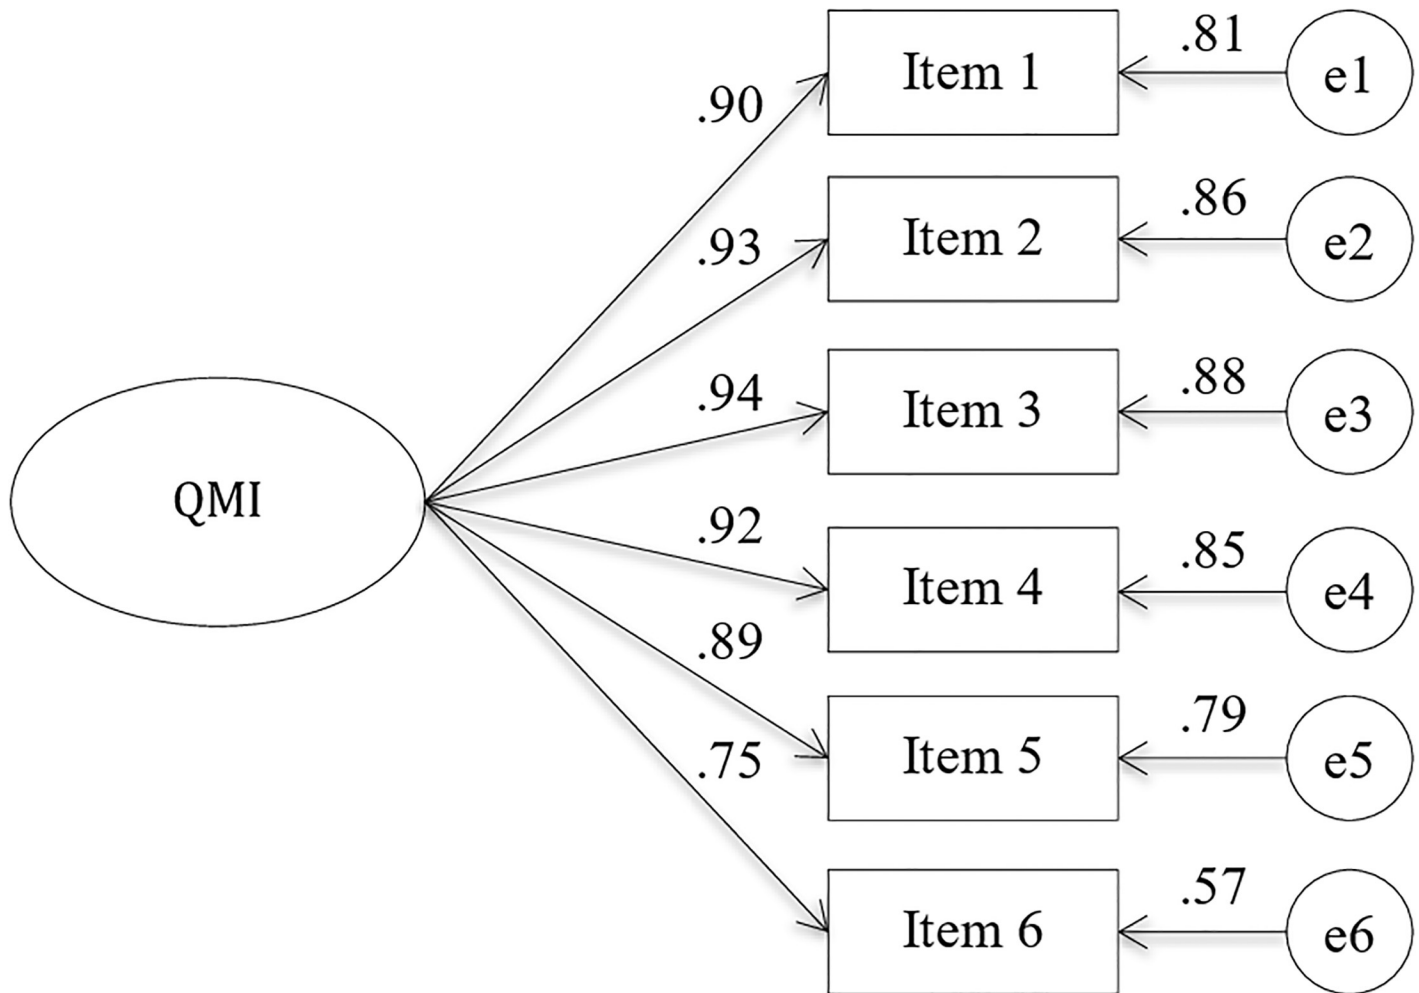 .81
Item 1
e1
.90
.86
Item 2
e2
.93
.88
.94
Item 3
e3
QMI
.92
.85
Item 4
e4
.89
.79
.75
Item 5
e5
.57
Item 6
e6